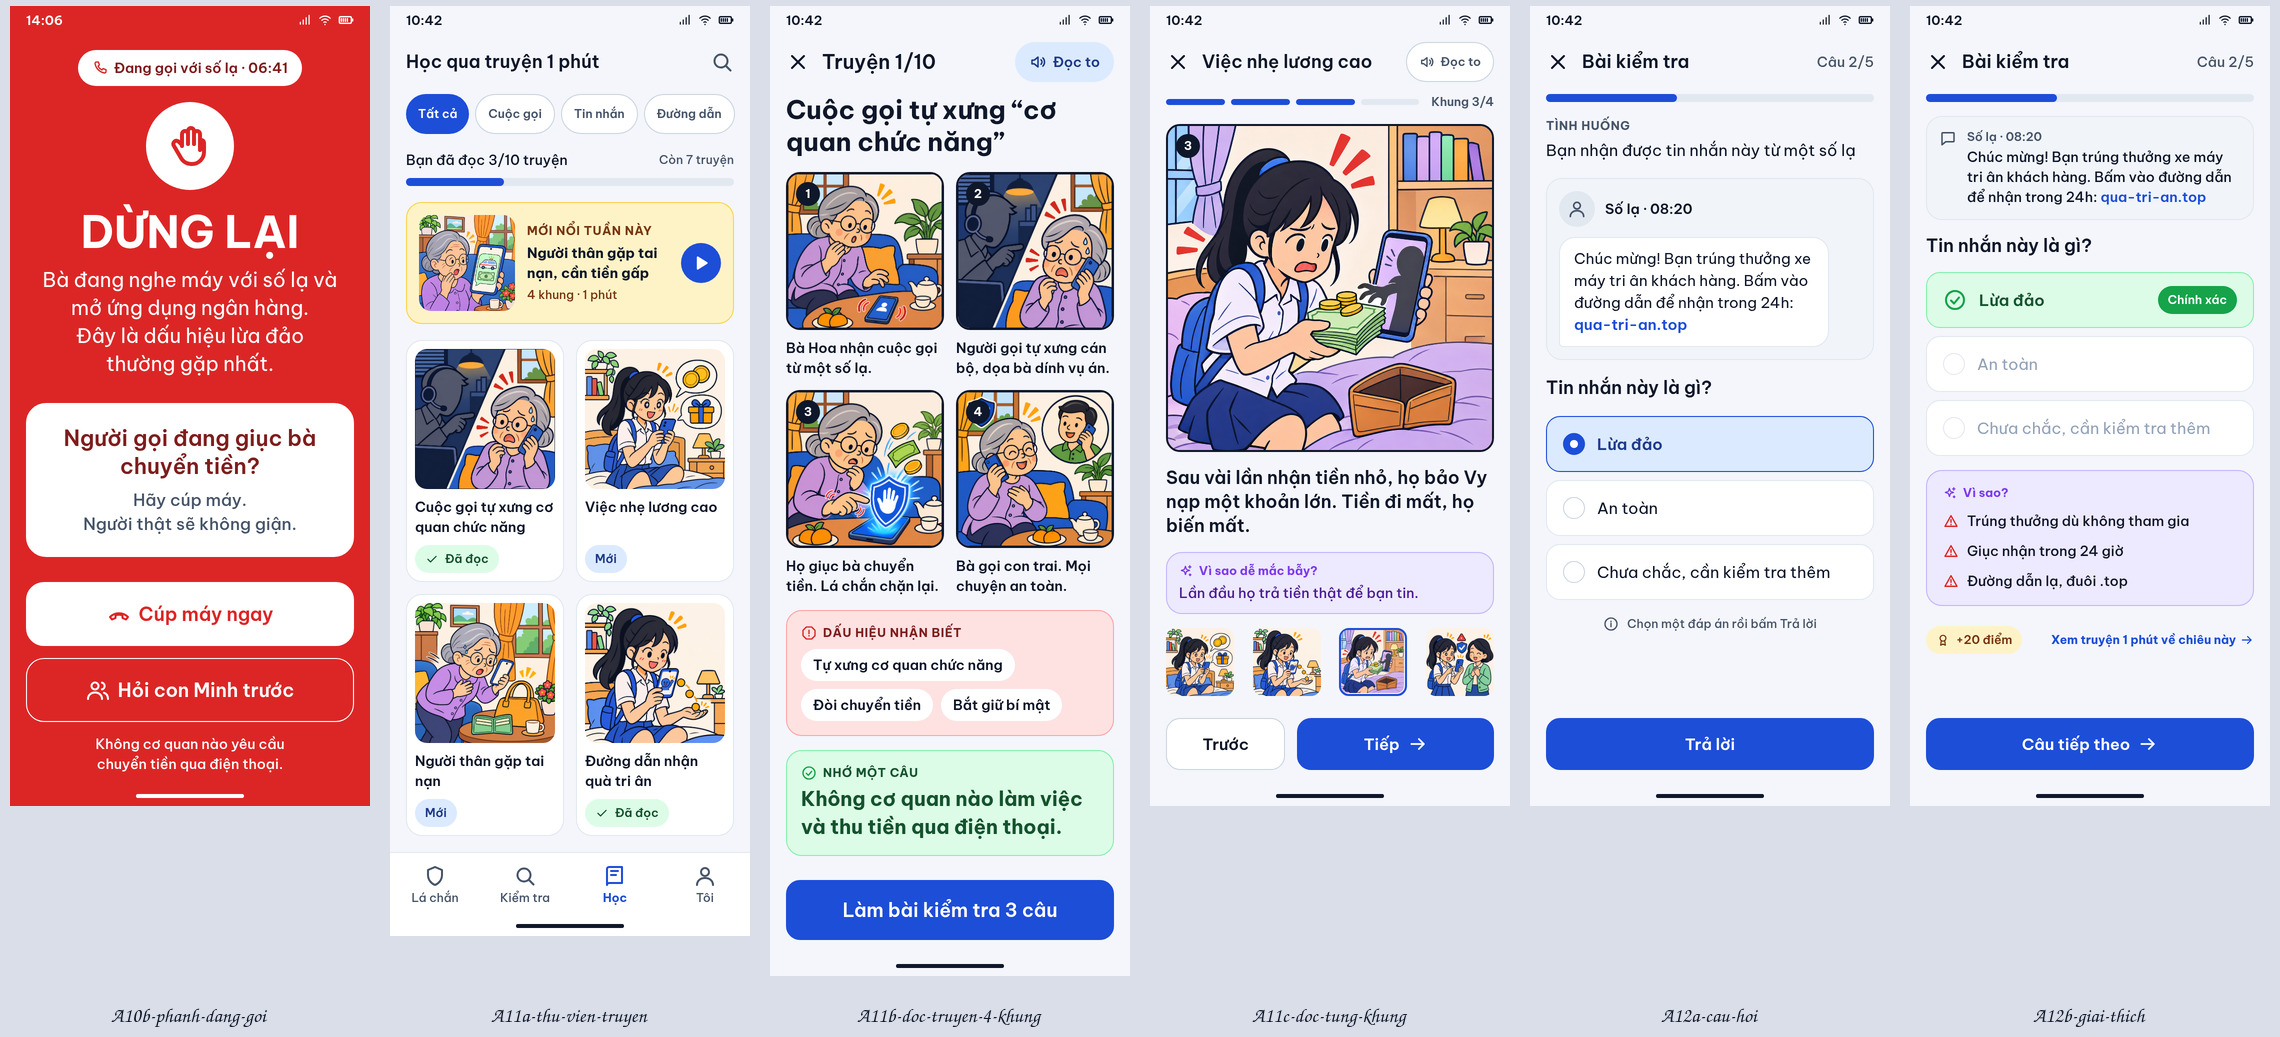 14:06
Đang gọi với số lạ · 06:41
DỪNG LẠI
Bà đang nghe máy với số lạ và
mở ứng dụng ngân hàng.
Đây là dấu hiệu lừa đảo
thường gặp nhất.
Người gọi đang giục bà
chuyển tiền?
Hãy cúp máy.
Người thật sẽ không giận.
Cúp máy ngay
Hỏi con Minh trước
Không cơ quan nào yêu cầu
chuyển tiền qua điện thoại.
A10b-phanh-dang-goi
10:42
Học qua truyện 1 phút
Tất cả
Cuộc gọi
Tin nhắn
Đường dẫn
Bạn đã đọc 3/10 truyện
Còn 7 truyện
MỚI NỔI TUẦN NÀY
Người thân gặp tai
nạn, cần tiền gấp
4 khung · 1 phút
Cuộc gọi tự xưng cơ
quan chức năng
Đã đọc
Việc nhẹ lương cao
Mới
Người thân gặp tai
nạn
Mới
Đường dẫn nhận
quà tri ân
Đã đọc
Lá chắn
Kiểm tra
Học
Tôi
A11a-thu-vien-truyen
10:42
Truyện 1/10
Đọc to
Cuộc gọi tự xưng “cơ
quan chức năng”
1
2
Bà Hoa nhận cuộc gọi
từ một số lạ.
Người gọi tự xưng cán
bộ, dọa bà dính vụ án.
3
4
Họ giục bà chuyển
tiền. Lá chắn chặn lại.
Bà gọi con trai. Mọi
chuyện an toàn.
DẤU HIỆU NHẬN BIẾT
Tự xưng cơ quan chức năng
Đòi chuyển tiền
Bắt giữ bí mật
NHỚ MỘT CÂU
Không cơ quan nào làm việc
và thu tiền qua điện thoại.
Làm bài kiểm tra 3 câu
A11b-doc-truyen-4-khung
10:42
Việc nhẹ lương cao
Đọc to
Khung 3/4
3
Sau vài lần nhận tiền nhỏ, họ bảo Vy
nạp một khoản lớn. Tiền đi mất, họ
biến mất.
Vì sao dễ mắc bẫy?
Lần đầu họ trả tiền thật để bạn tin.
Trước
Tiếp
A11c-doc-tung-khung
10:42
Bài kiểm tra
Câu 2/5
TÌNH HUỐNG
Bạn nhận được tin nhắn này từ một số lạ
Số lạ · 08:20
Chúc mừng! Bạn trúng thưởng xe
máy tri ân khách hàng. Bấm vào
đường dẫn để nhận trong 24h:
qua-tri-an.top
Tin nhắn này là gì?
Lừa đảo
An toàn
Chưa chắc, cần kiểm tra thêm
Chọn một đáp án rồi bấm Trả lời
Trả lời
A12a-cau-hoi
10:42
Bài kiểm tra
Câu 2/5
Số lạ · 08:20
Chúc mừng! Bạn trúng thưởng xe máy
tri ân khách hàng. Bấm vào đường dẫn
để nhận trong 24h: qua-tri-an.top
Tin nhắn này là gì?
Lừa đảo
Chính xác
An toàn
Chưa chắc, cần kiểm tra thêm
Vì sao?
Trúng thưởng dù không tham gia
Giục nhận trong 24 giờ
Đường dẫn lạ, đuôi .top
+20 điểm
Xem truyện 1 phút về chiêu này
Câu tiếp theo
A12b-giai-thich